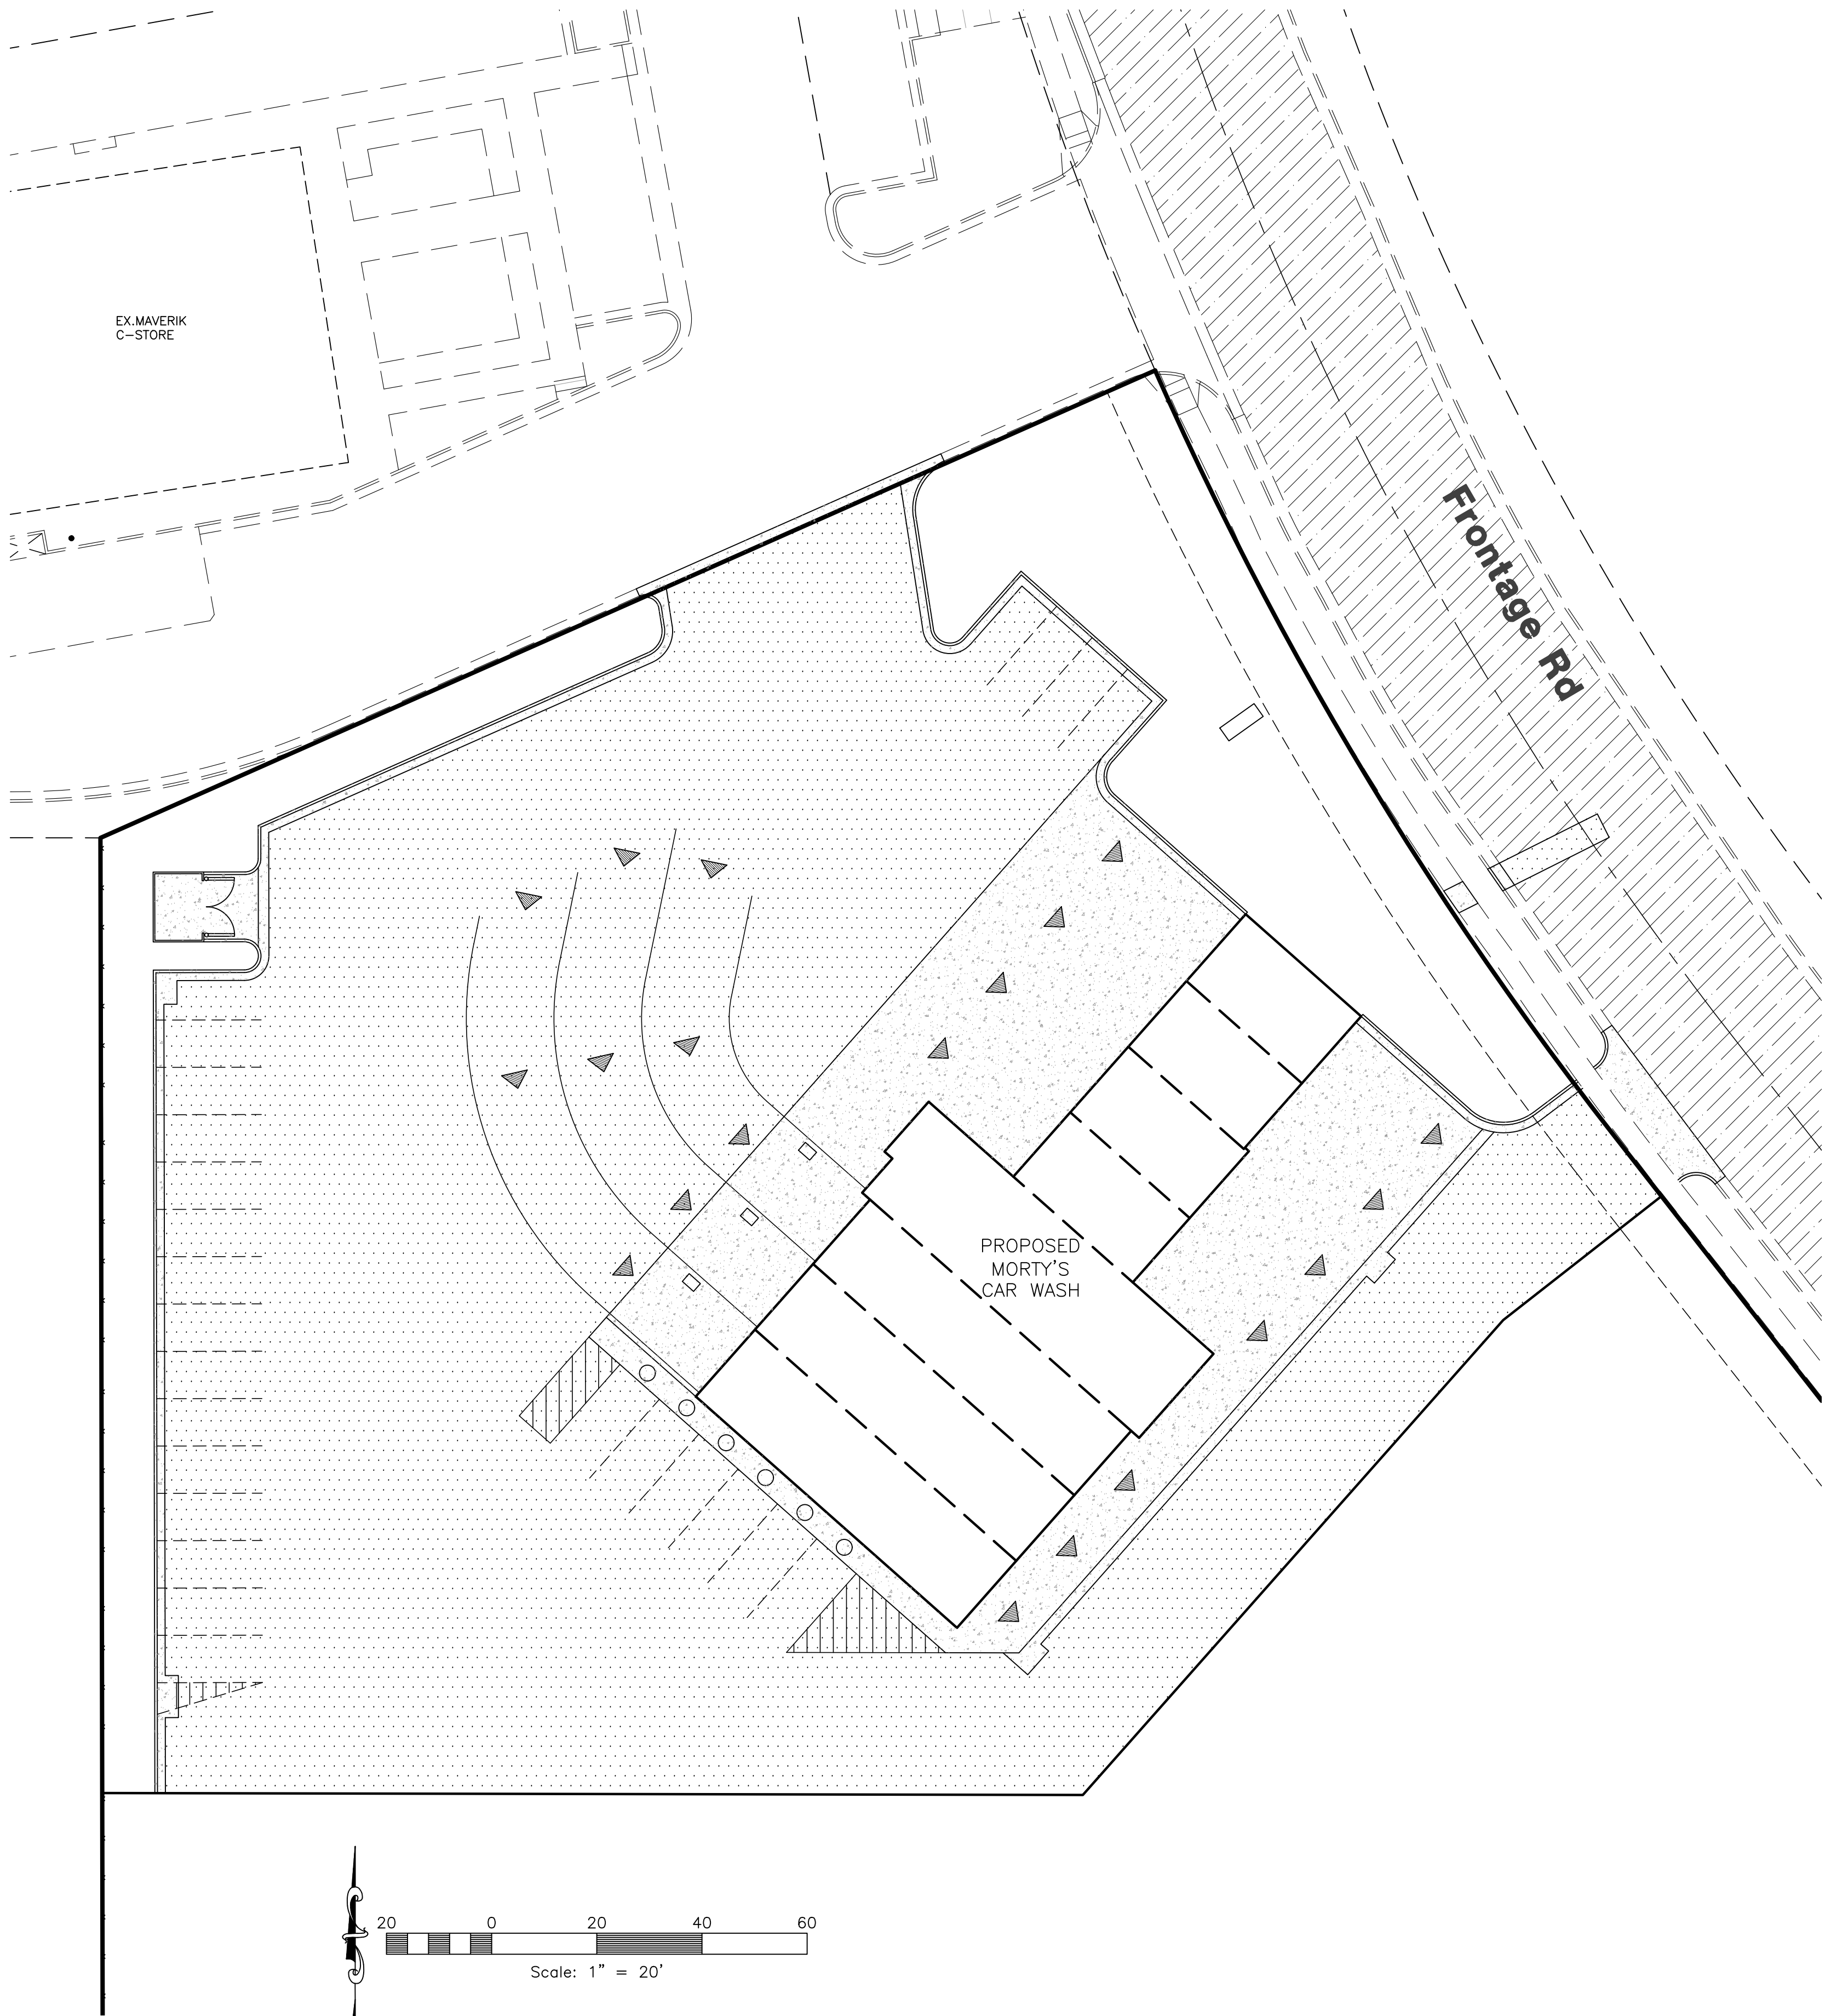 EX.MAVERIK
C-STORE
Frontage Rd
PROPOSED
MORTY'S
CAR WASH
20 0 20 40 60
Scale: 1" = 20'